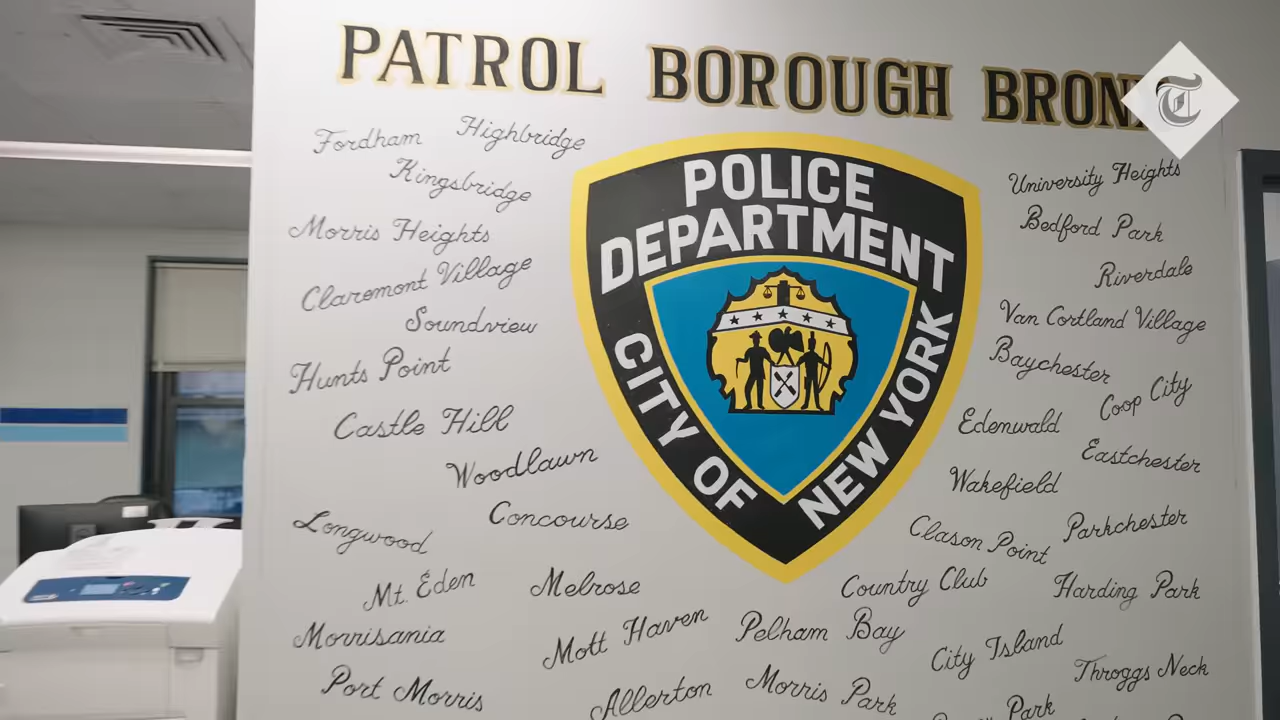 PATROL BOROUGH BRONX
T
Fordham
Highbridge
Kingsbridge
Morris Heights
Claremont Village
Soundview
Hunts Point
Castle Hill
Woodlawn
Concourse
Longwood
Mt. Eden
Melrose
Morrisania
Mott Haven
Port Morris
Allerton
POLICE
DEPARTMENT
CITY OF
NEW YORK
University Heights
Bedford Park
Riverdale
Van Cortland Village
Baychester
Coop City
Edenwald
Eastchester
Wakefield
Parkchester
Clason Point
Country Club
Harding Park
Pelham Bay
City Island
Throggs Neck
Morris Park
Park